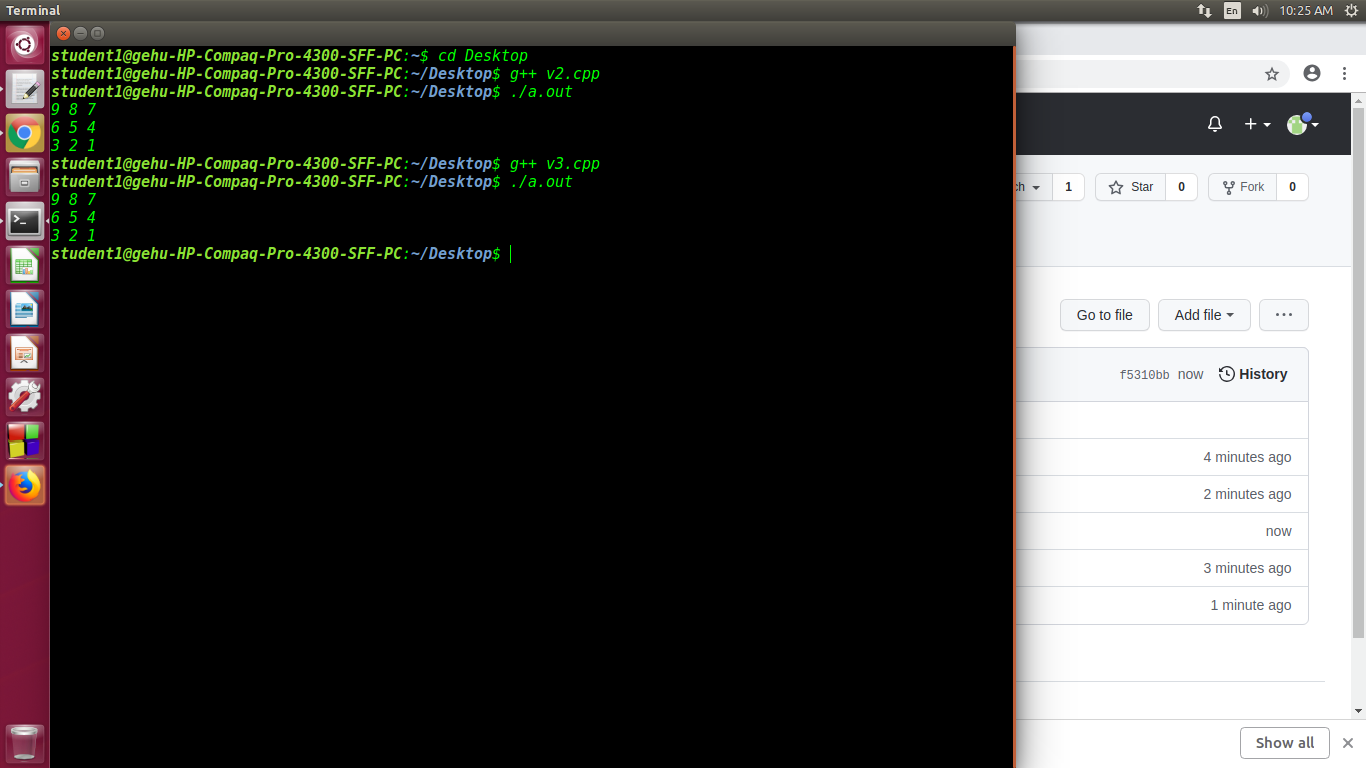 Terminal
En
10:25 AM
student1@gehu-HP-Compaq-Pro-4300-SFF-PC:~$ cd Desktop
student1@gehu-HP-Compaq-Pro-4300-SFF-PC:~/Desktop$ g++ v2.cpp
student1@gehu-HP-Compaq-Pro-4300-SFF-PC:~/Desktop$ ./a.out
9 8 7
6 5 4
3 2 1
student1@gehu-HP-Compaq-Pro-4300-SFF-PC:~/Desktop$ g++ v3.cpp
student1@gehu-HP-Compaq-Pro-4300-SFF-PC:~/Desktop$ ./a.out
9 8 7
6 5 4
3 2 1
student1@gehu-HP-Compaq-Pro-4300-SFF-PC:~/Desktop$
ch 1 Star 0 Fork 0
Go to file Add file ...
f5310bb now History
4 minutes ago
2 minutes ago
now
3 minutes ago
1 minute ago
Show all